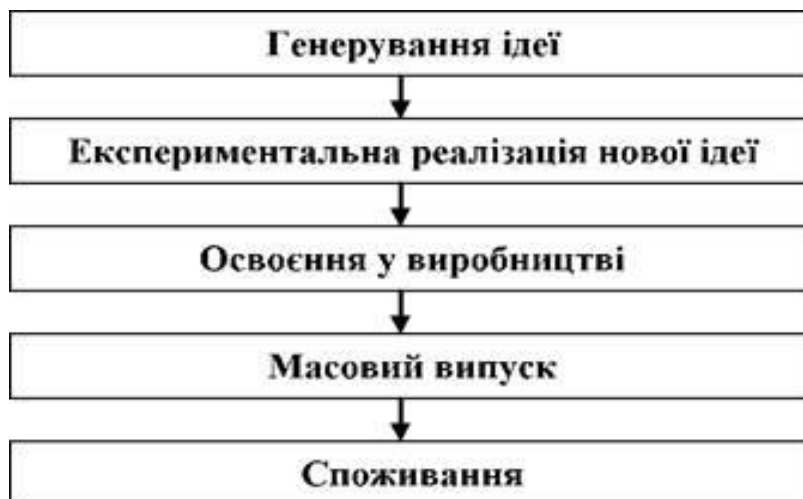 Генерування ідеї
Експериментальна реалізація нової ідеї
Освоєння у виробництві
Масовий випуск
Споживання